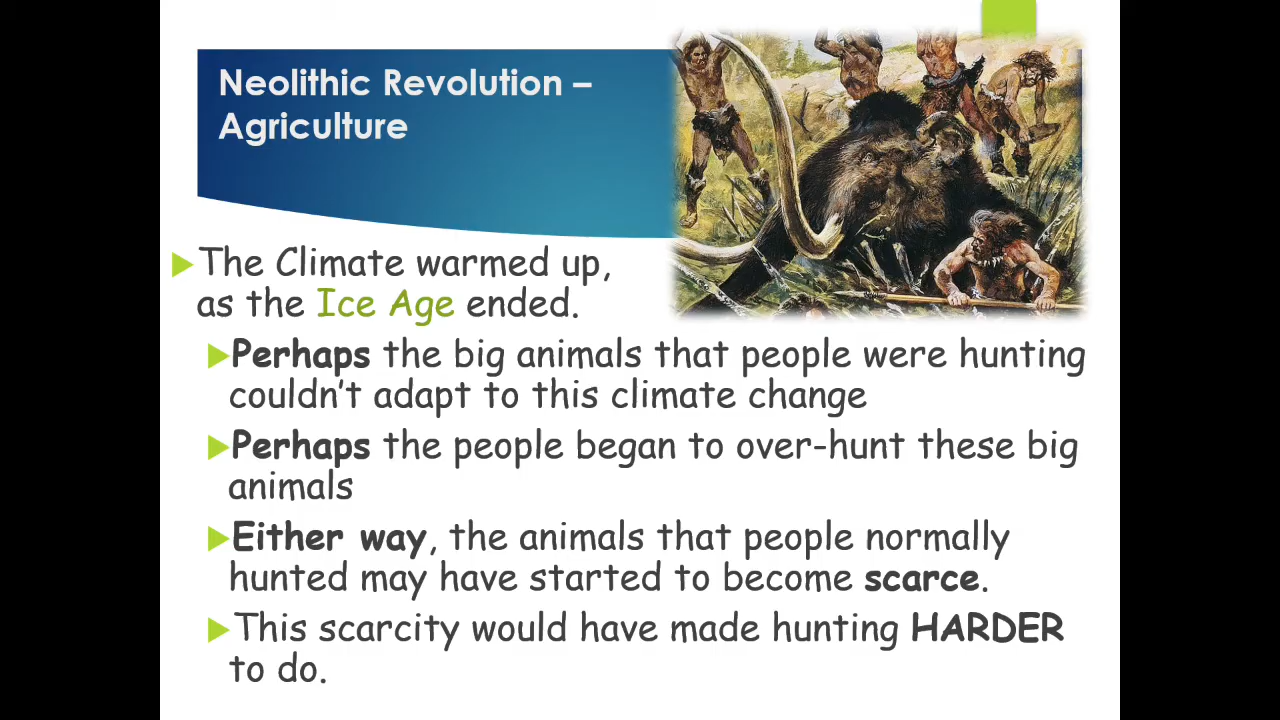 Neolithic Revolution –
Agriculture
The Climate warmed up,
as the Ice Age ended.
Perhaps the big animals that people were hunting
couldn't adapt to this climate change
Perhaps the people began to over-hunt these big
animals
Either way, the animals that people normally
hunted may have started to become scarce.
This scarcity would have made hunting HARDER
to do.